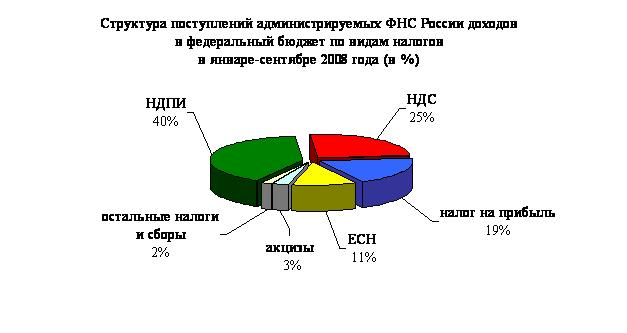 Структура поступлений администрируемых ФНС России доходов
в федеральный бюджет по видам налогов
в январе-сентябре 2008 года (в %)
НДПИ
40%
НДС
25%
налог на прибыль
19%
ЕСН
11%
акцизы
3%
остальные налоги
и сборы
2%